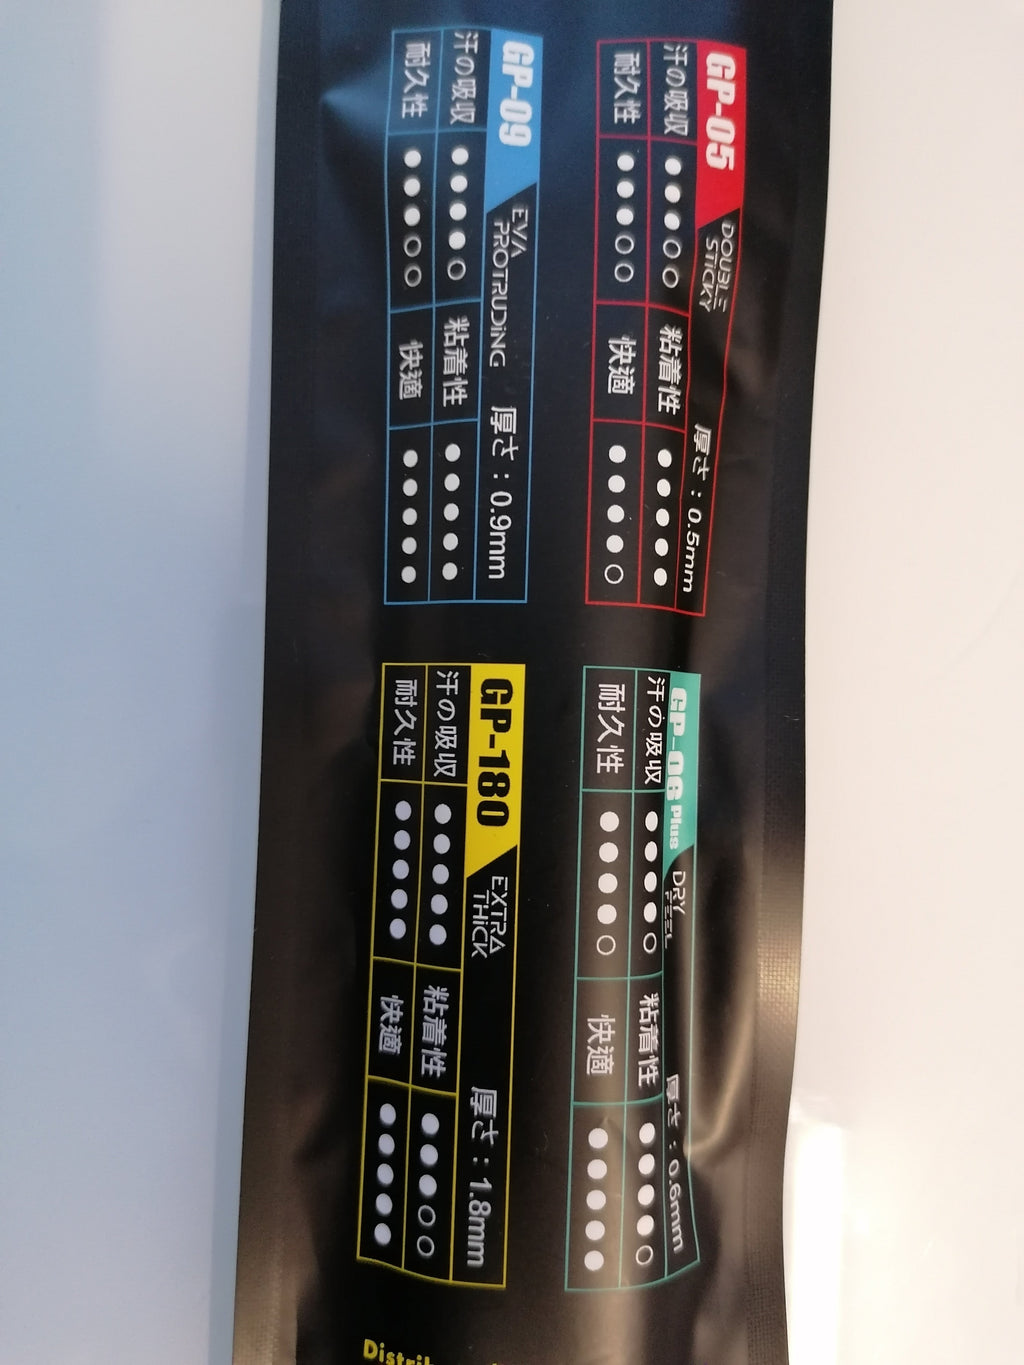 GP-05 DOUBLE STICKY 厚さ : 0.5mm
汗の吸収 ●●●○○ 粘着性 ●●●●●
耐久性 ●●●○○ 快適 ●●●●○
GP-06 Plus DRY FEEL 厚さ : 0.6mm
汗の吸収 ●●●●○ 粘着性 ●●●●○
耐久性 ●●●●○ 快適 ●●●●●
GP-09 EVA PROTRUDING 厚さ : 0.9mm
汗の吸収 ●●●●○ 粘着性 ●●●●●
耐久性 ●●●○○ 快適 ●●●●●
GP-180 EXTRA THICK 厚さ : 1.8mm
汗の吸収 ●●●●● 粘着性 ●●●○○
耐久性 ●●●●● 快適 ●●●●●